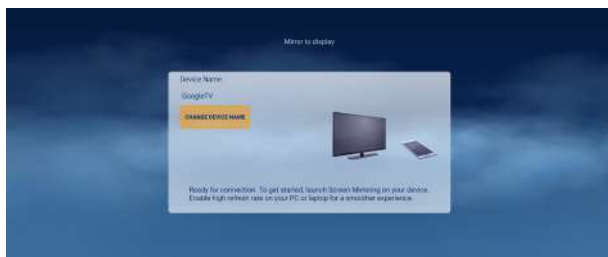 Mirror to display
Device Name
GoogleTV
CHANGE DEVICE NAME
Ready for connection. To get started, launch Screen Mirroring on your device.
Enable high refresh rate on your PC or laptop for a smoother experience.